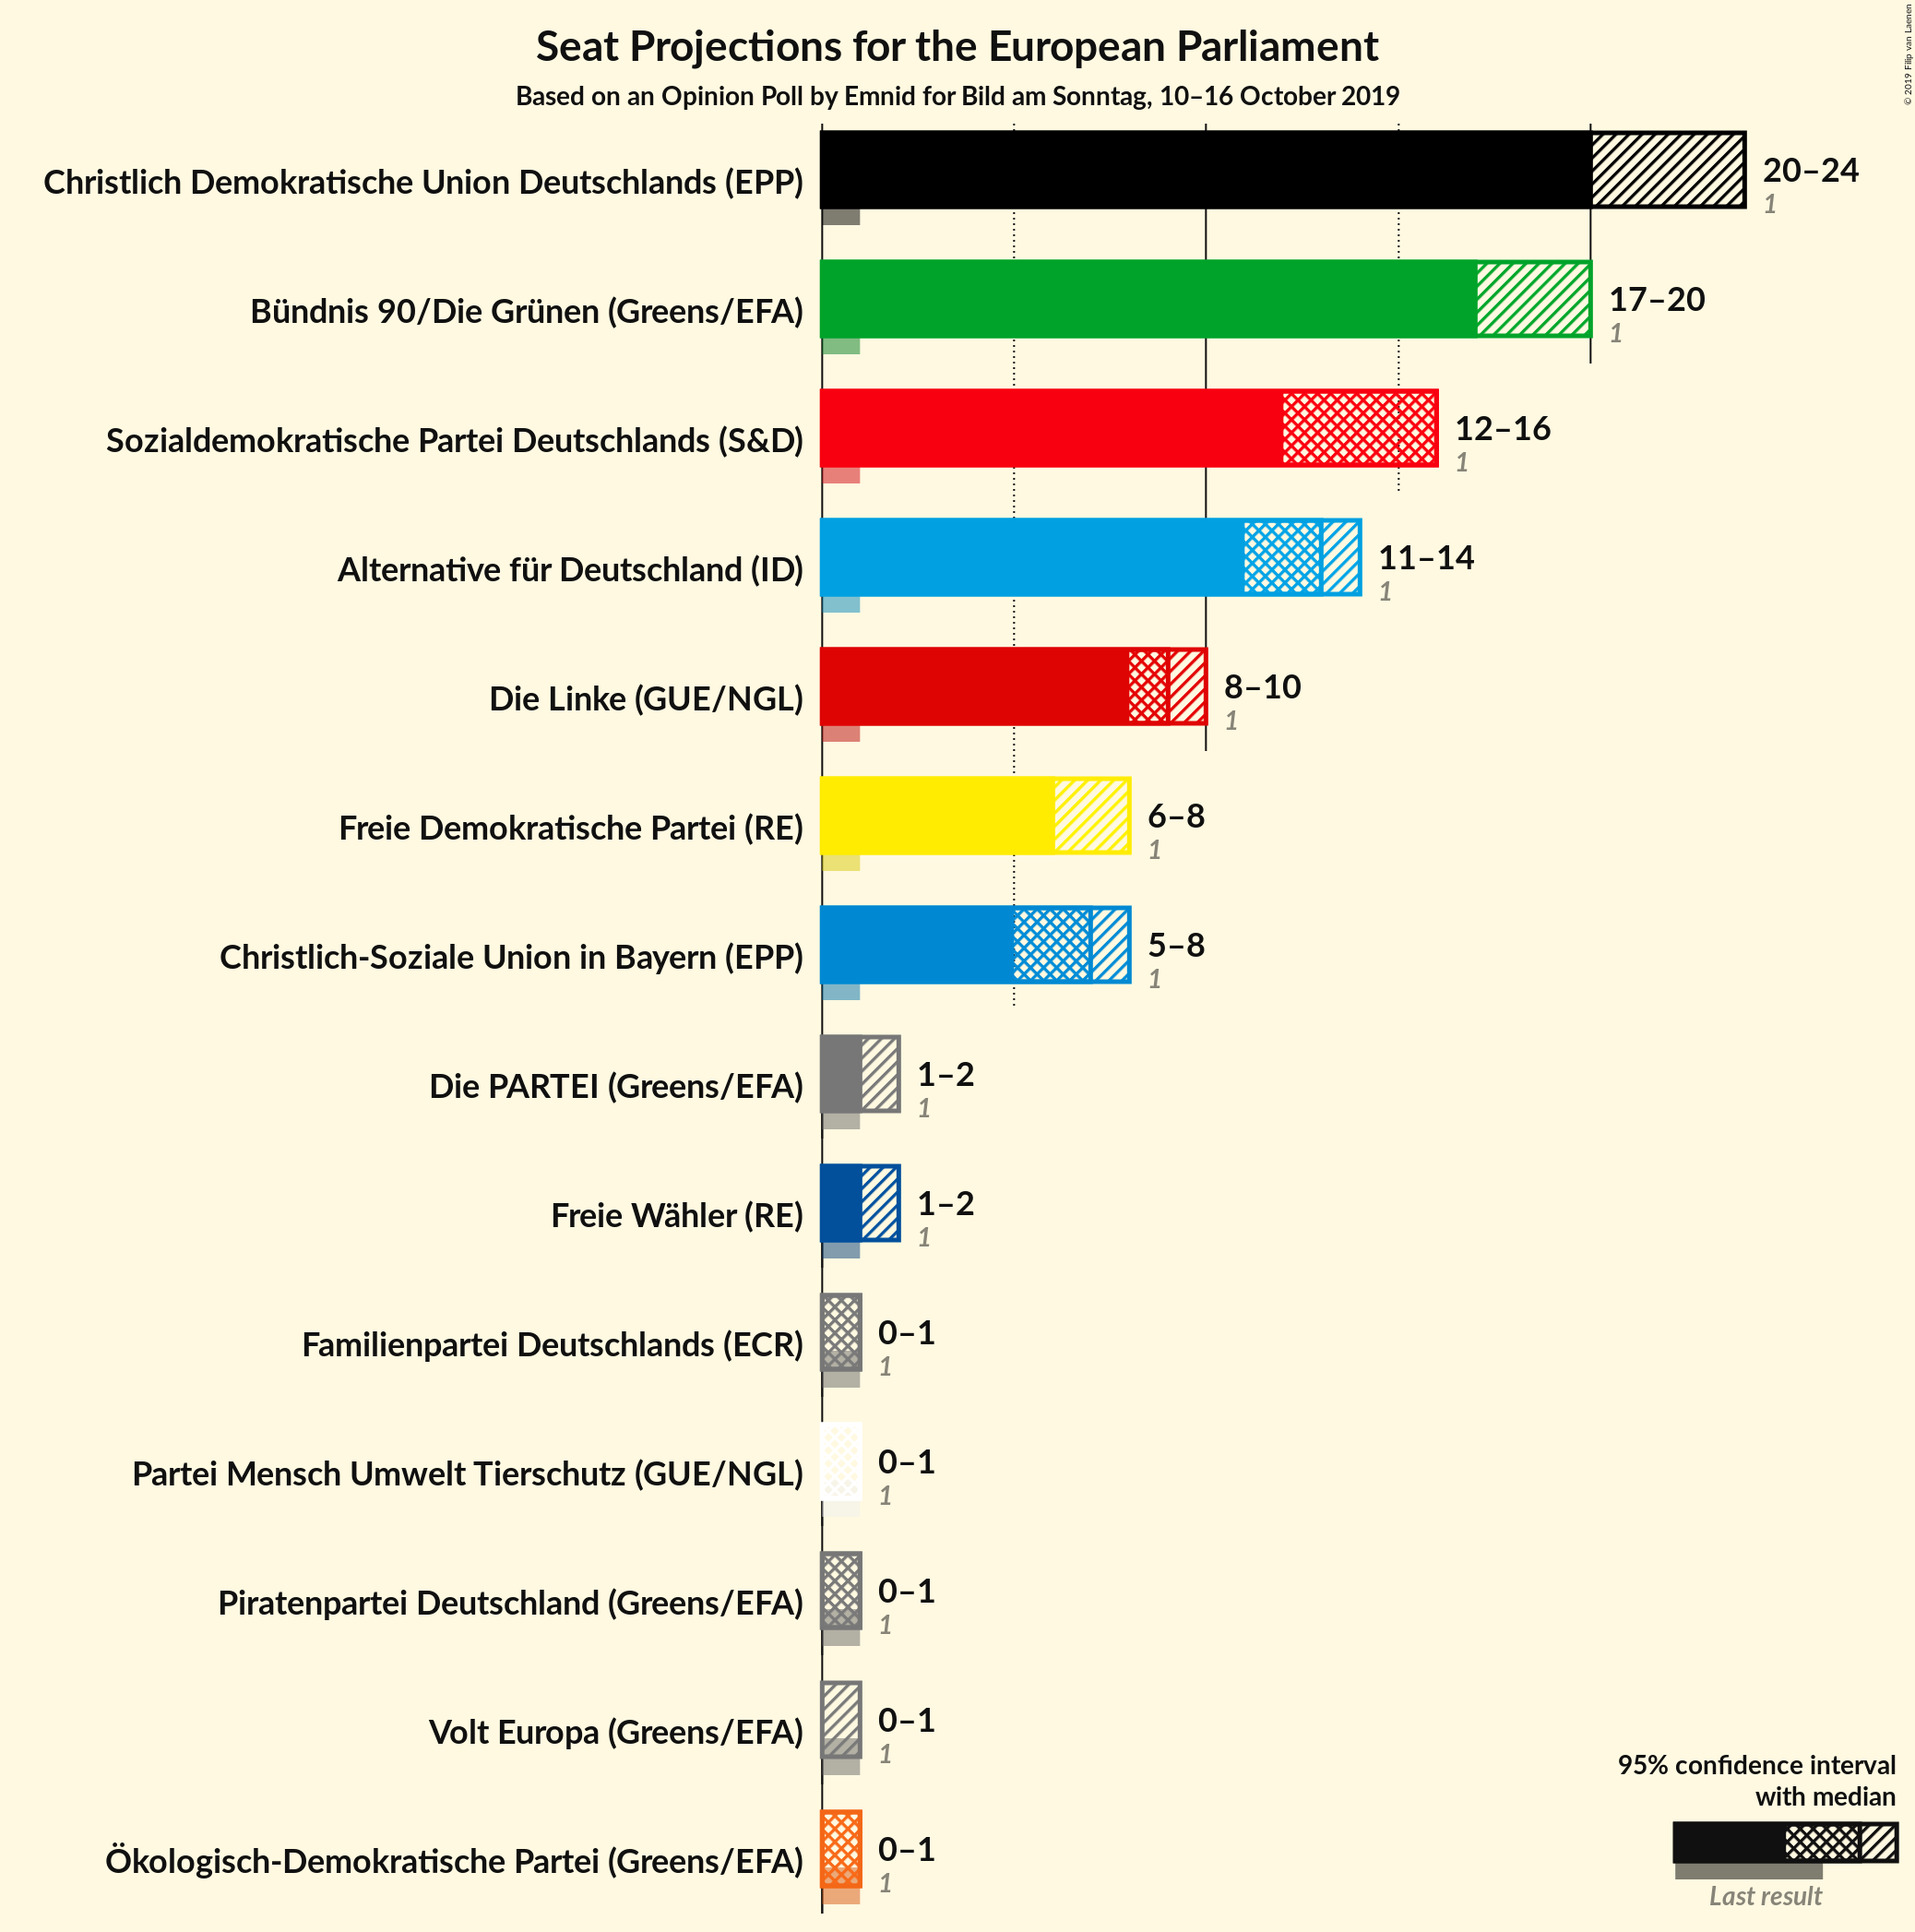 Seat Projections for the European Parliament
Based on an Opinion Poll by Emnid for Bild am Sonntag, 10–16 October 2019
© 2019 Filip van Laenen
Christlich Demokratische Union Deutschlands (EPP)
20–24
1
Bündnis 90/Die Grünen (Greens/EFA)
17–20
1
Sozialdemokratische Partei Deutschlands (S&D)
12–16
1
Alternative für Deutschland (ID)
11–14
1
Die Linke (GUE/NGL)
8–10
1
Freie Demokratische Partei (RE)
6–8
1
Christlich-Soziale Union in Bayern (EPP)
5–8
1
Die PARTEI (Greens/EFA)
1–2
1
Freie Wähler (RE)
1–2
1
Familienpartei Deutschlands (ECR)
0–1
1
Partei Mensch Umwelt Tierschutz (GUE/NGL)
0–1
1
Piratenpartei Deutschland (Greens/EFA)
0–1
1
Volt Europa (Greens/EFA)
0–1
1
Ökologisch-Demokratische Partei (Greens/EFA)
0–1
1
95% confidence interval
with median
Last result